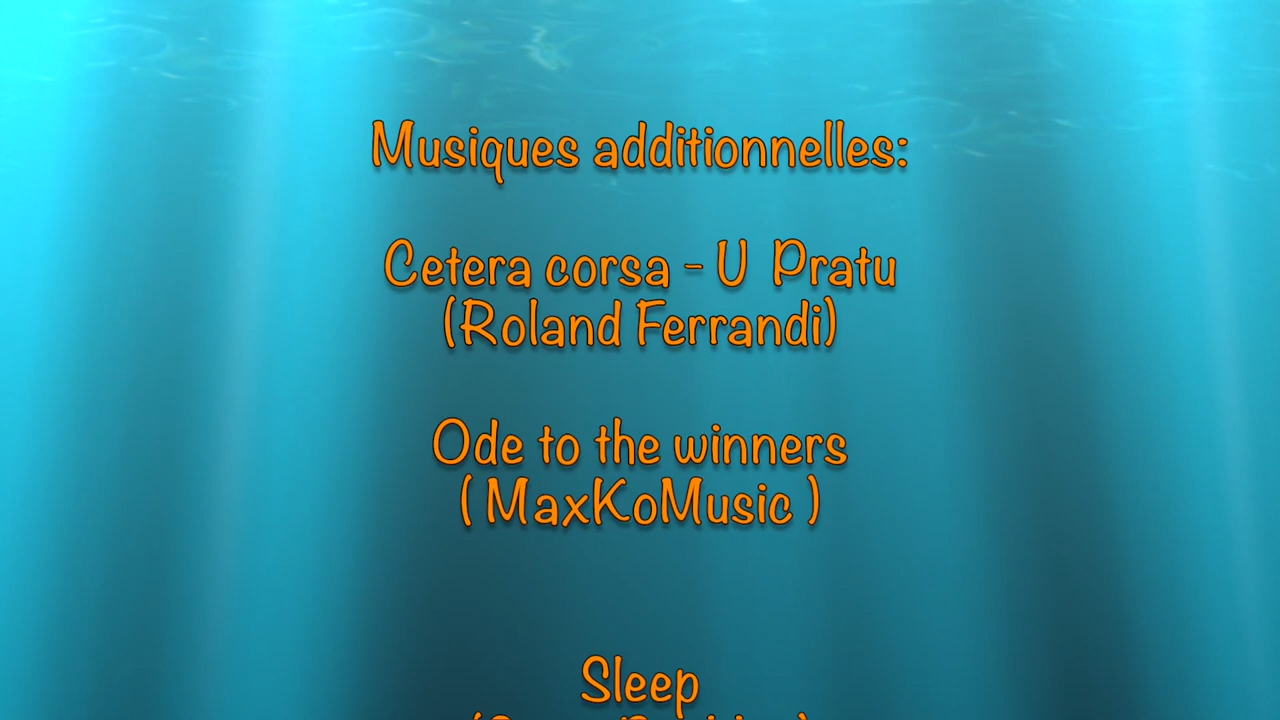 Musiques additionnelles:
Cetera corsa - U Pratu
(Roland Ferrandi)
Ode to the winners
( MaxKoMusic )
Sleep